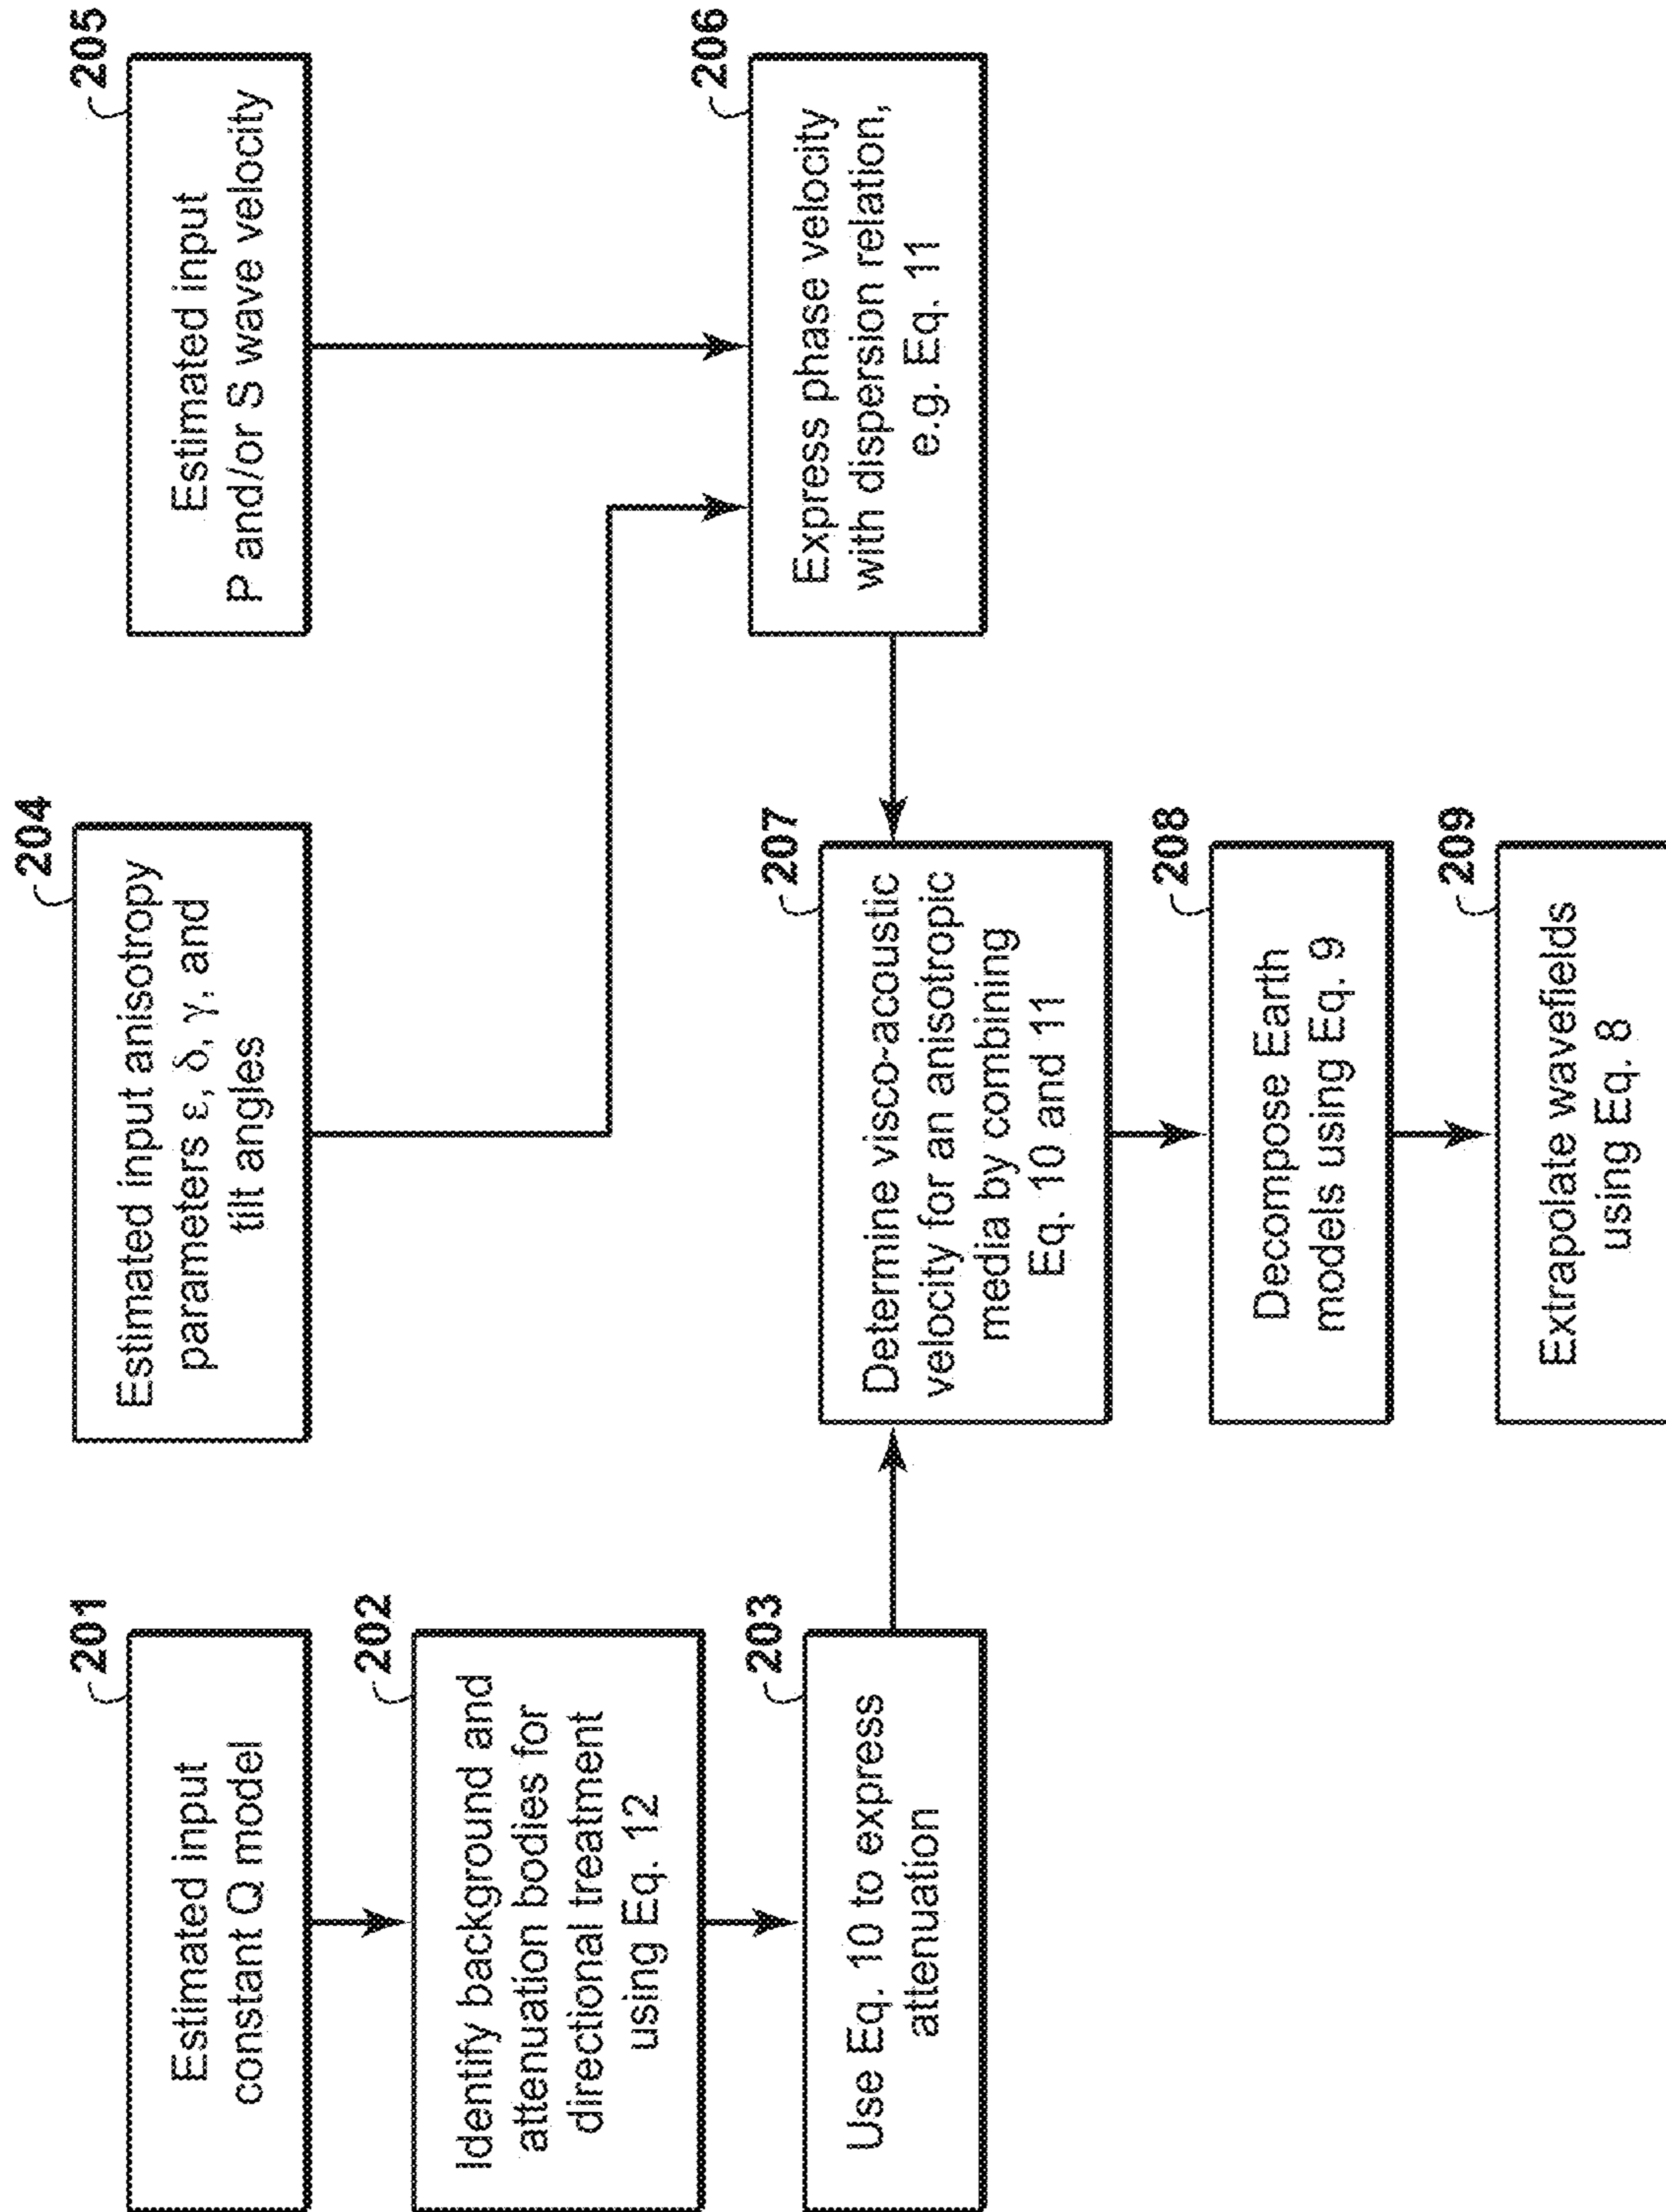 201
Estimated input
constant Q model
202
Identify background and
attenuation bodies for
directional treatment
using Eq. 12
203
Use Eq. 10 to express
attenuation
204
Estimated input anisotropy
parameters ε, δ, γ, and
tilt angles
205
Estimated input
P and/or S wave velocity
206
Express phase velocity
with dispersion relation,
e.g. Eq. 11
207
Determine visco-acoustic
velocity for an anisotropic
media by combining
Eq. 10 and 11
208
Decompose Earth
models using Eq. 9
209
Extrapolate wavefields
using Eq. 8